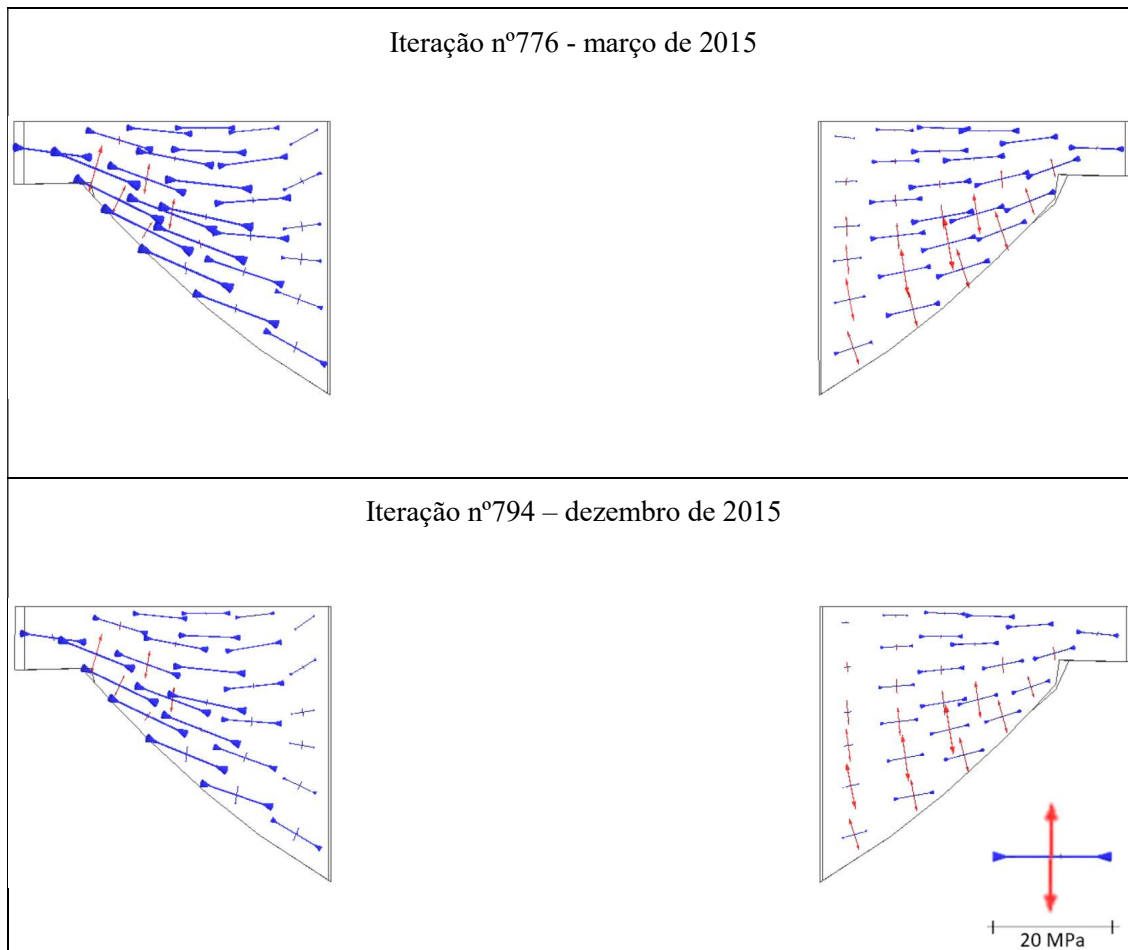 Iteração nº776 - março de 2015
Iteração nº794 – dezembro de 2015
20 MPa